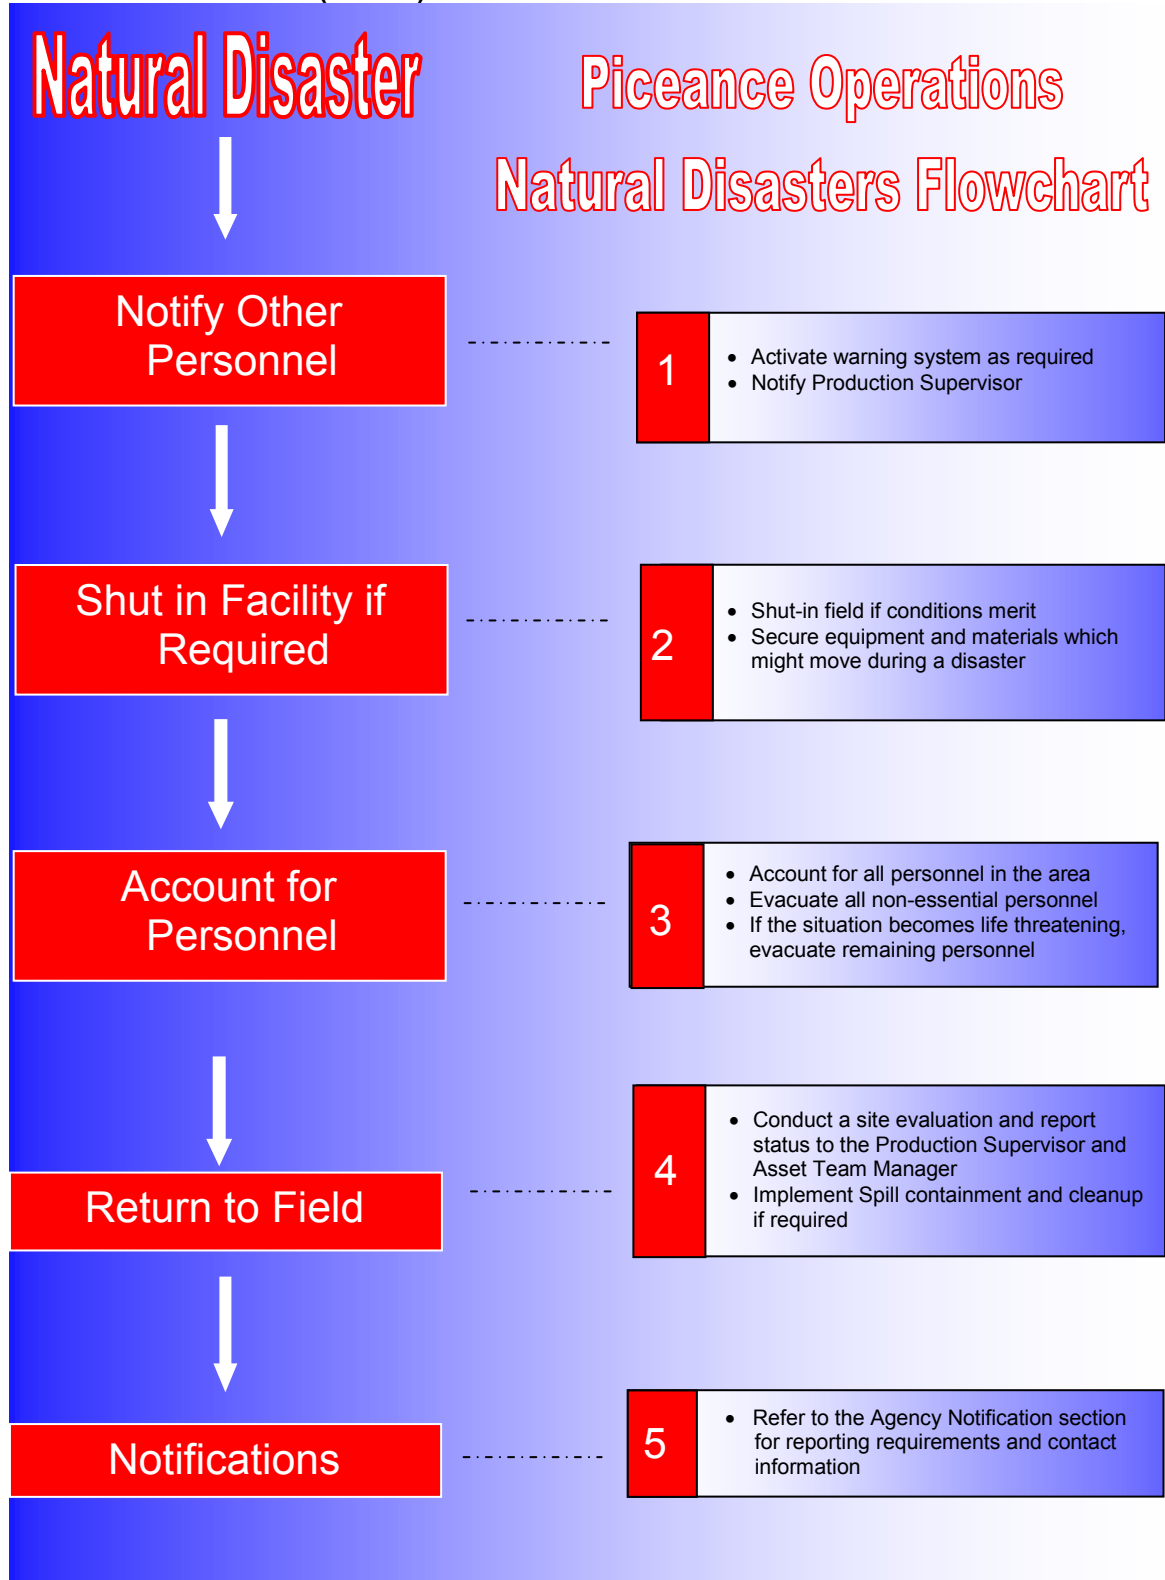 Natural Disaster
Piceance Operations
Natural Disasters Flowchart
Notify Other
Personnel
1
• Activate warning system as required
• Notify Production Supervisor
Shut in Facility if
Required
2
• Shut-in field if conditions merit
• Secure equipment and materials which
might move during a disaster
Account for
Personnel
3
• Account for all personnel in the area
• Evacuate all non-essential personnel
• If the situation becomes life threatening,
evacuate remaining personnel
Return to Field
4
• Conduct a site evaluation and report
status to the Production Supervisor and
Asset Team Manager
• Implement Spill containment and cleanup
if required
Notifications
5
• Refer to the Agency Notification section
for reporting requirements and contact
information